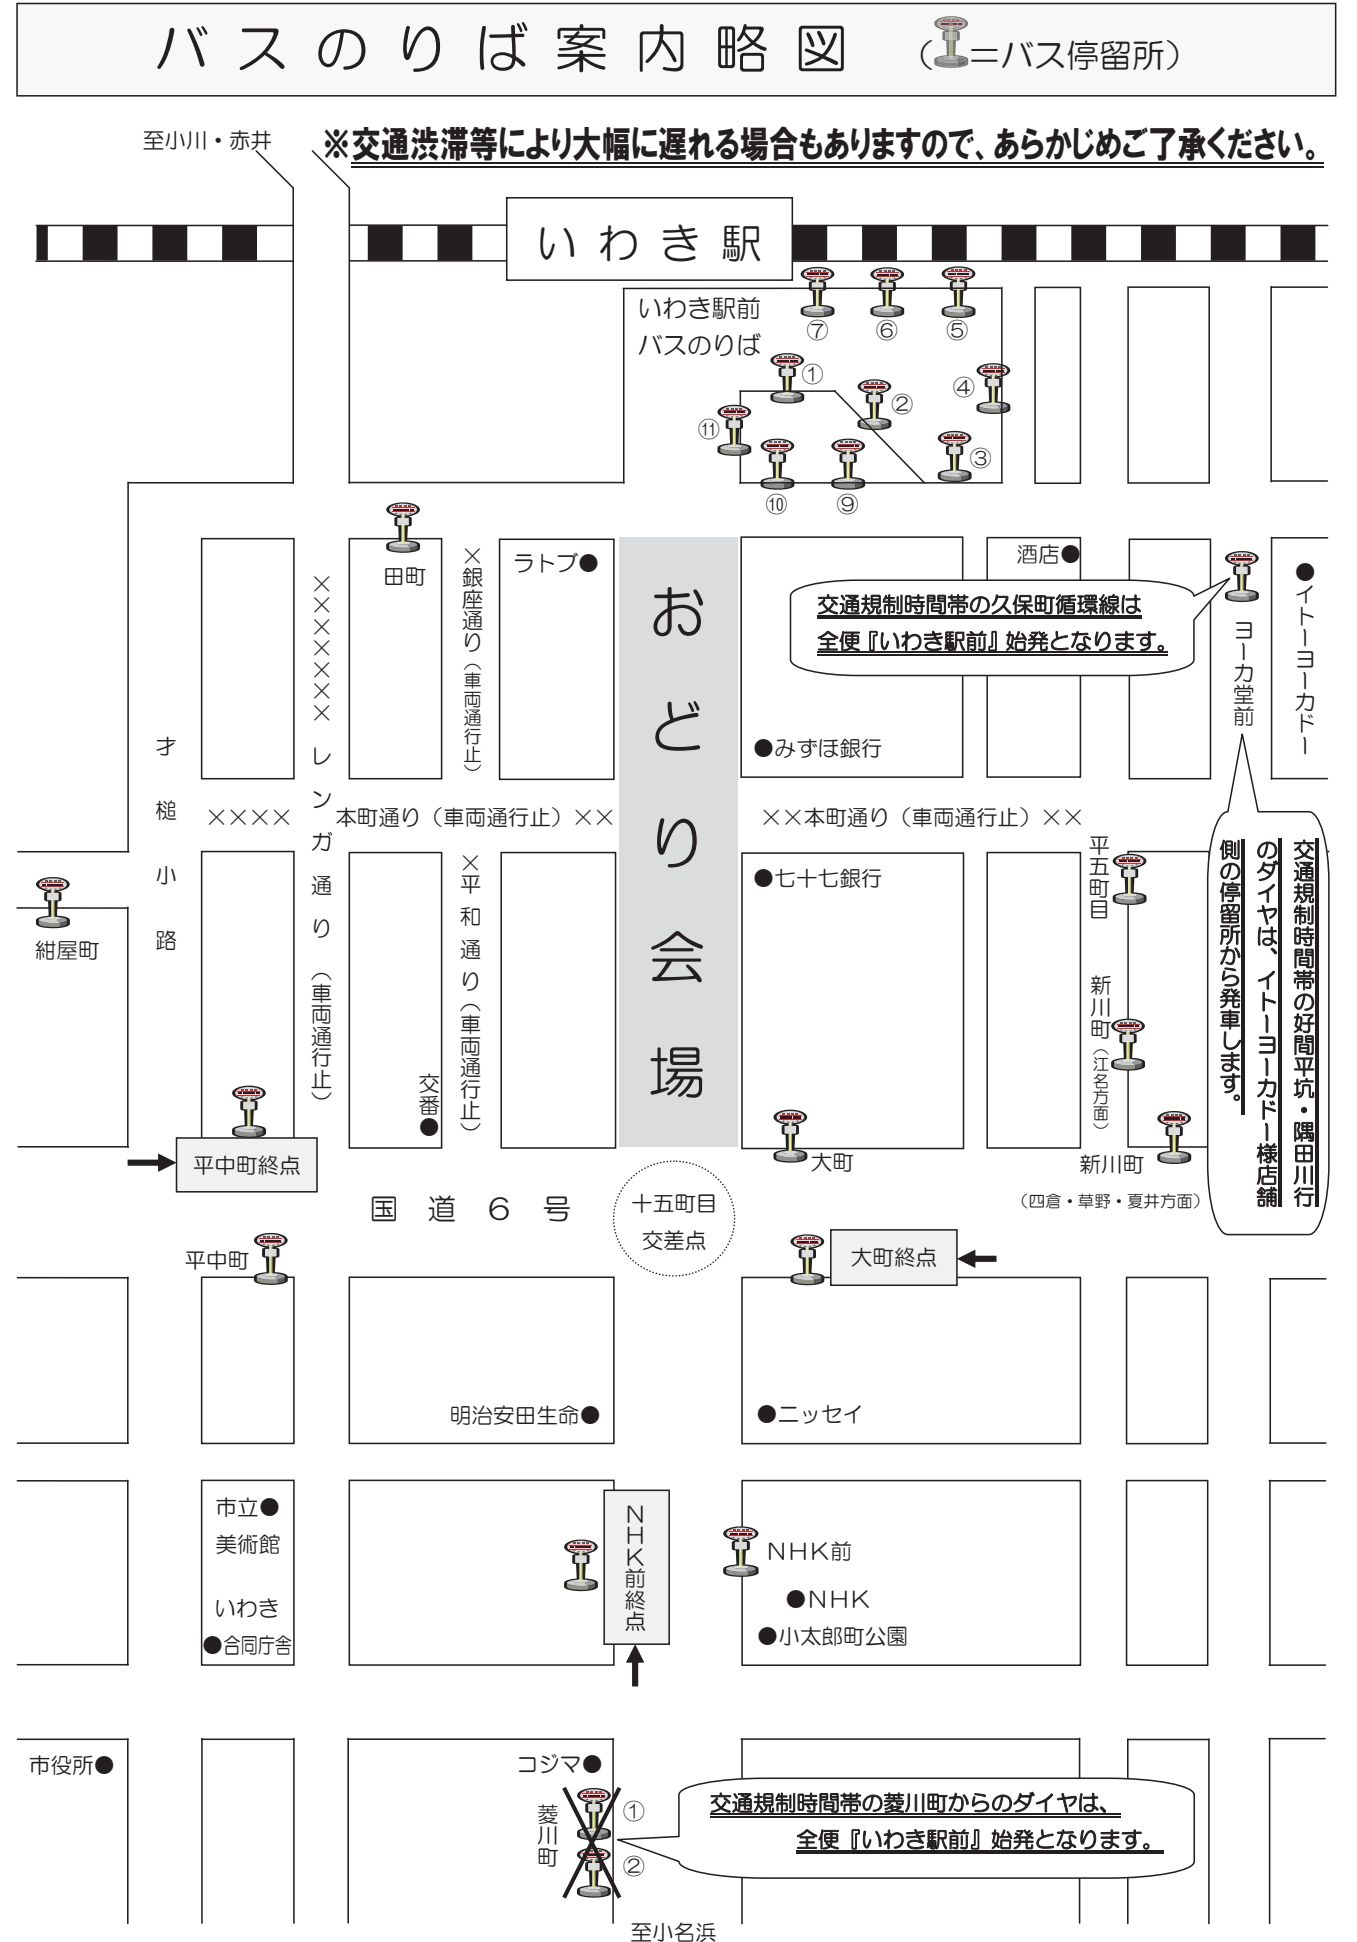 バスのりば案内略図 （＝バス停留所）
至小川・赤井
※交通渋滞等により大幅に遅れる場合もありますので、あらかじめご了承ください。
いわき駅
いわき駅前
バスのりば
⑦
⑥
⑤
①
②
④
⑪
③
⑩
⑨
田町
×銀座通り（車両通行止）
ラトブ●
おどり会場
酒店●
交通規制時間帯の久保町循環線は
全便『いわき駅前』始発となります。
ヨーカ堂前
●イトーヨーカドー
×××××××レンガ通り（車両通行止）
才槌小路
●みずほ銀行
××××
本町通り（車両通行止）××
××本町通り（車両通行止）××
紺屋町
×平和通り（車両通行止）
●七十七銀行
平五町目
新川町（江名方面）
交通規制時間帯の好間平坑・隅田川行
のダイヤは、イトーヨーカドー様店舗
側の停留所から発車します。
交番●
平中町終点
大町
新川町
（四倉・草野・夏井方面）
国道６号
十五町目
交差点
平中町
大町終点
明治安田生命●
●ニッセイ
市立●
美術館
いわき
●合同庁舎
ＮＨＫ前終点
ＮＨＫ前
●ＮＨＫ
●小太郎町公園
市役所●
コジマ●
菱川町
①
②
交通規制時間帯の菱川町からのダイヤは、
全便『いわき駅前』始発となります。
至小名浜